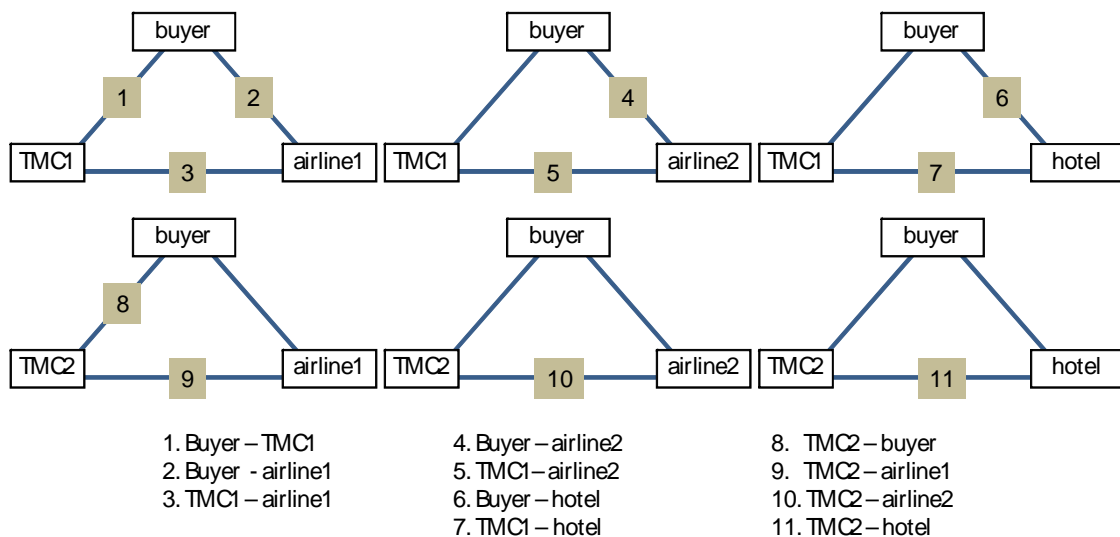 buyer
buyer
buyer
1
2
4
6
TMC1
3
airline1
TMC1
5
airline2
TMC1
7
hotel
buyer
buyer
buyer
8
TMC2
9
airline1
TMC2
10
airline2
TMC2
11
hotel
1. Buyer – TMC1
2. Buyer - airline1
3. TMC1 – airline1
4. Buyer – airline2
5. TMC1 – airline2
6. Buyer – hotel
7. TMC1 – hotel
8. TMC2 – buyer
9. TMC2 – airline1
10. TMC2 – airline2
11. TMC2 – hotel